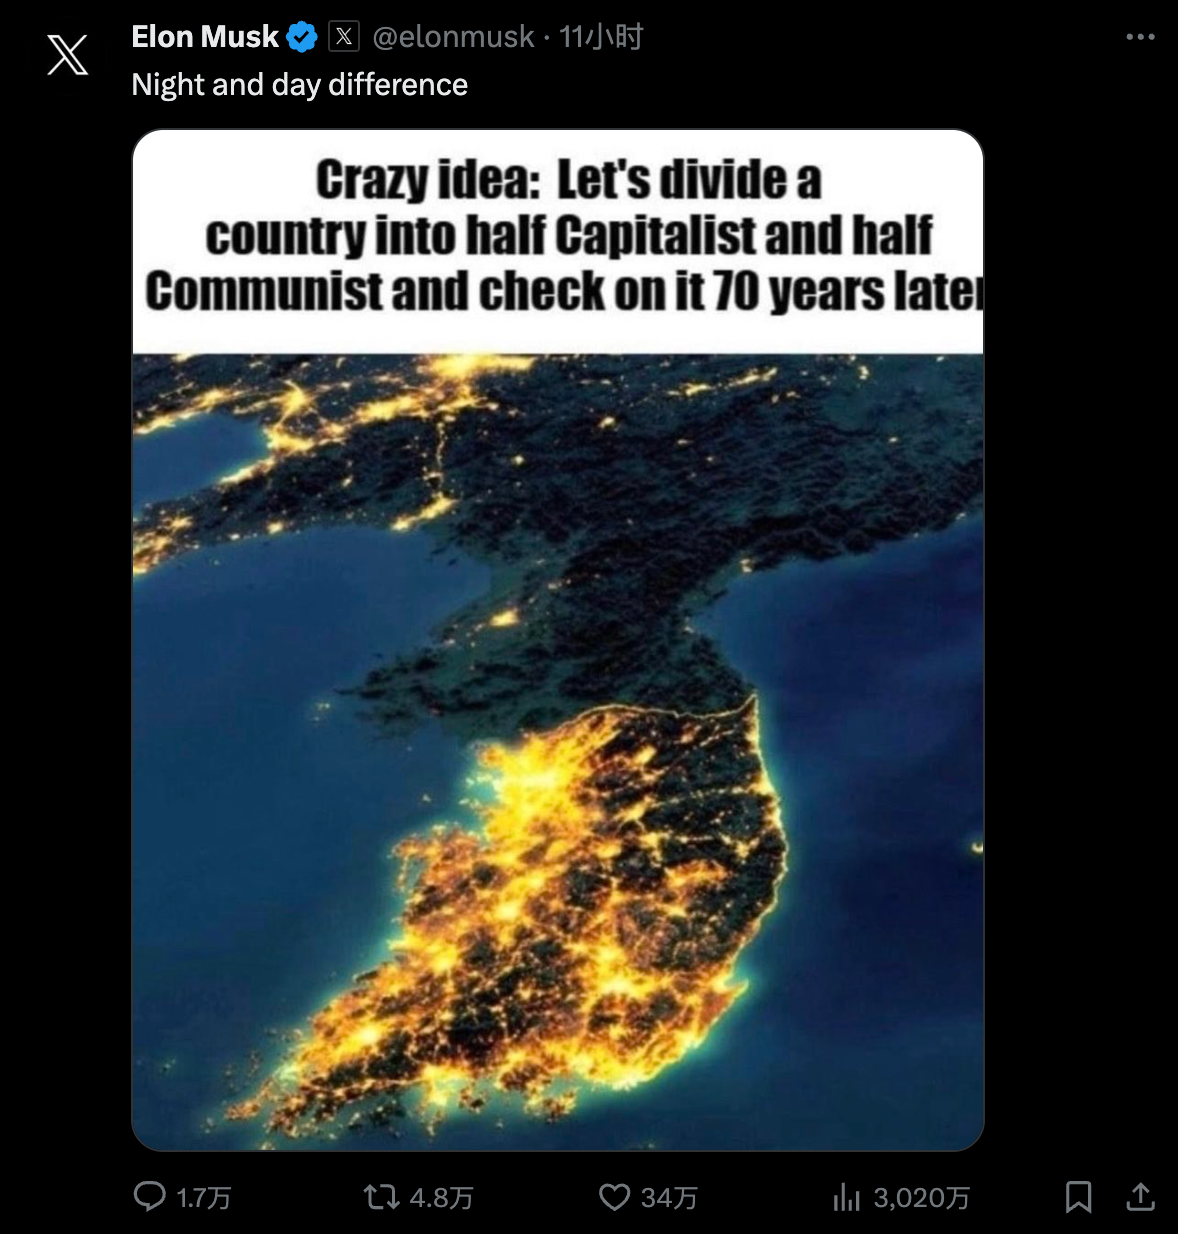 Elon Musk @elonmusk · 11小时
Night and day difference
Crazy idea: Let's divide a
country into half Capitalist and half
Communist and check on it 70 years later
1.7万 4.8万 34万 3,020万